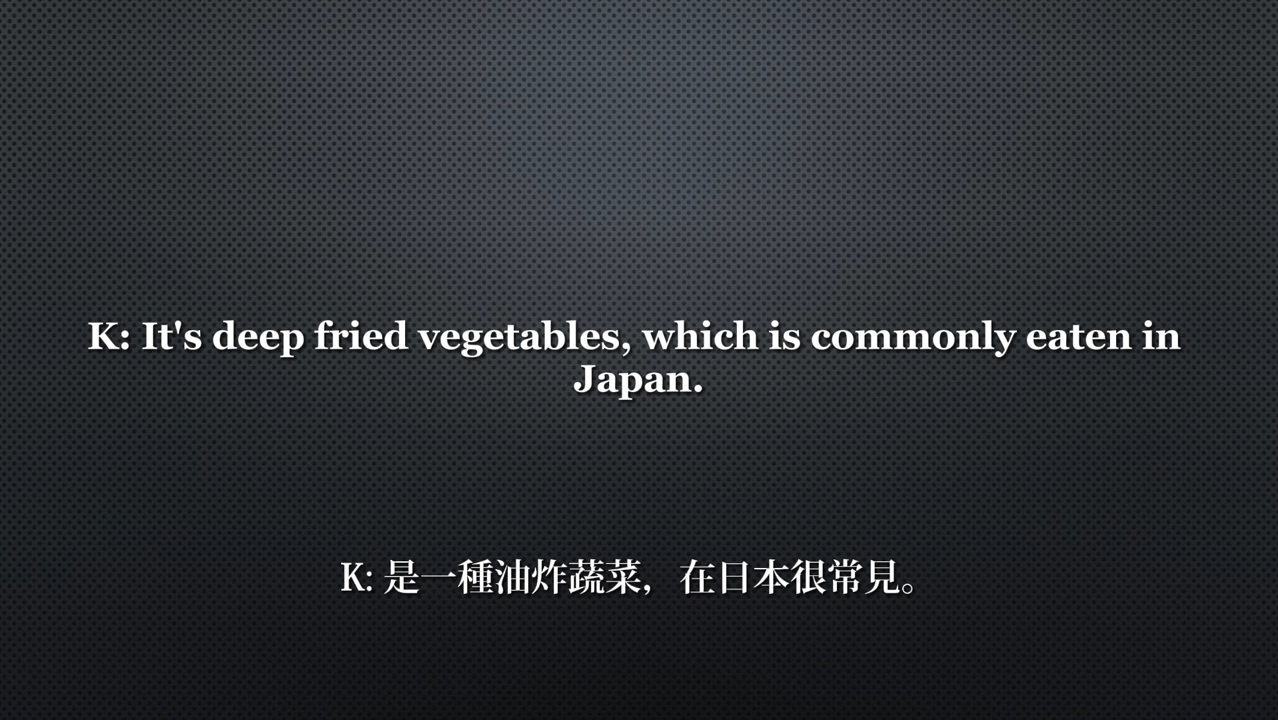 K: It's deep fried vegetables, which is commonly eaten in
Japan.
K: 是一種油炸蔬菜，在日本很常見。